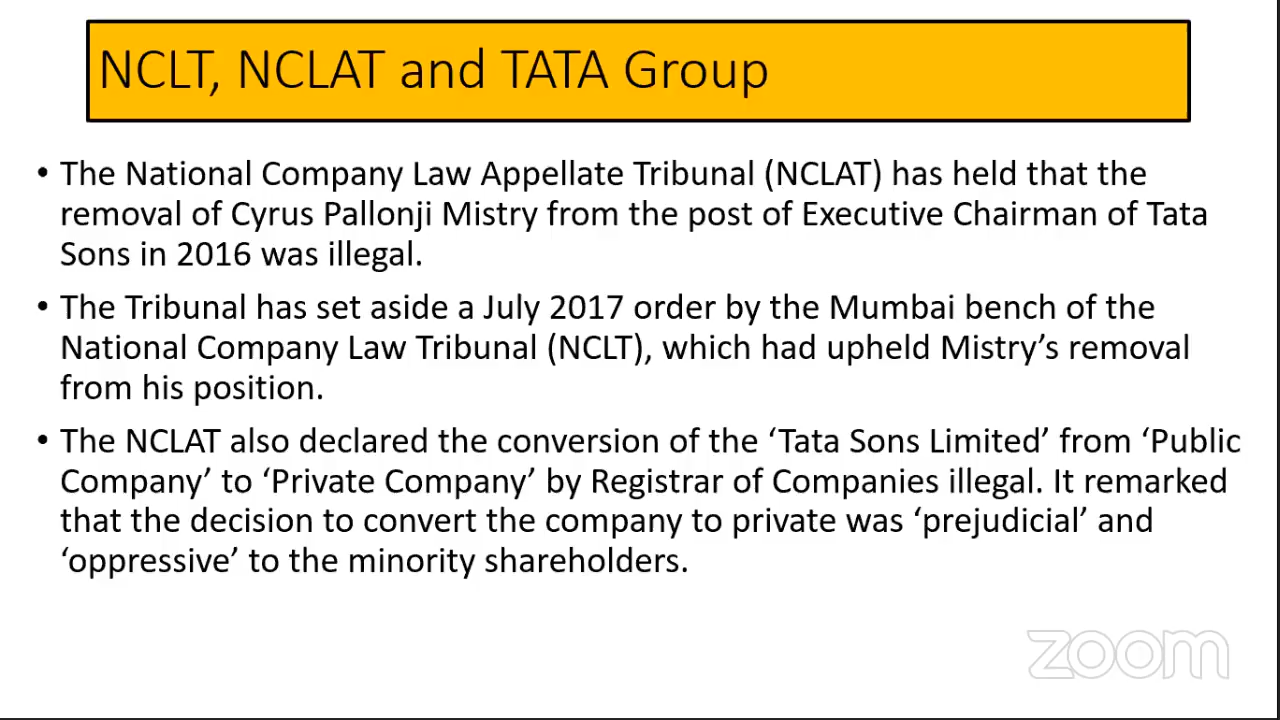 NCLT, NCLAT and TATA Group
• The National Company Law Appellate Tribunal (NCLAT) has held that the
removal of Cyrus Pallonji Mistry from the post of Executive Chairman of Tata
Sons in 2016 was illegal.
• The Tribunal has set aside a July 2017 order by the Mumbai bench of the
National Company Law Tribunal (NCLT), which had upheld Mistry’s removal
from his position.
• The NCLAT also declared the conversion of the ‘Tata Sons Limited’ from ‘Public
Company’ to ‘Private Company’ by Registrar of Companies illegal. It remarked
that the decision to convert the company to private was ‘prejudicial’ and
‘oppressive’ to the minority shareholders.
zoom